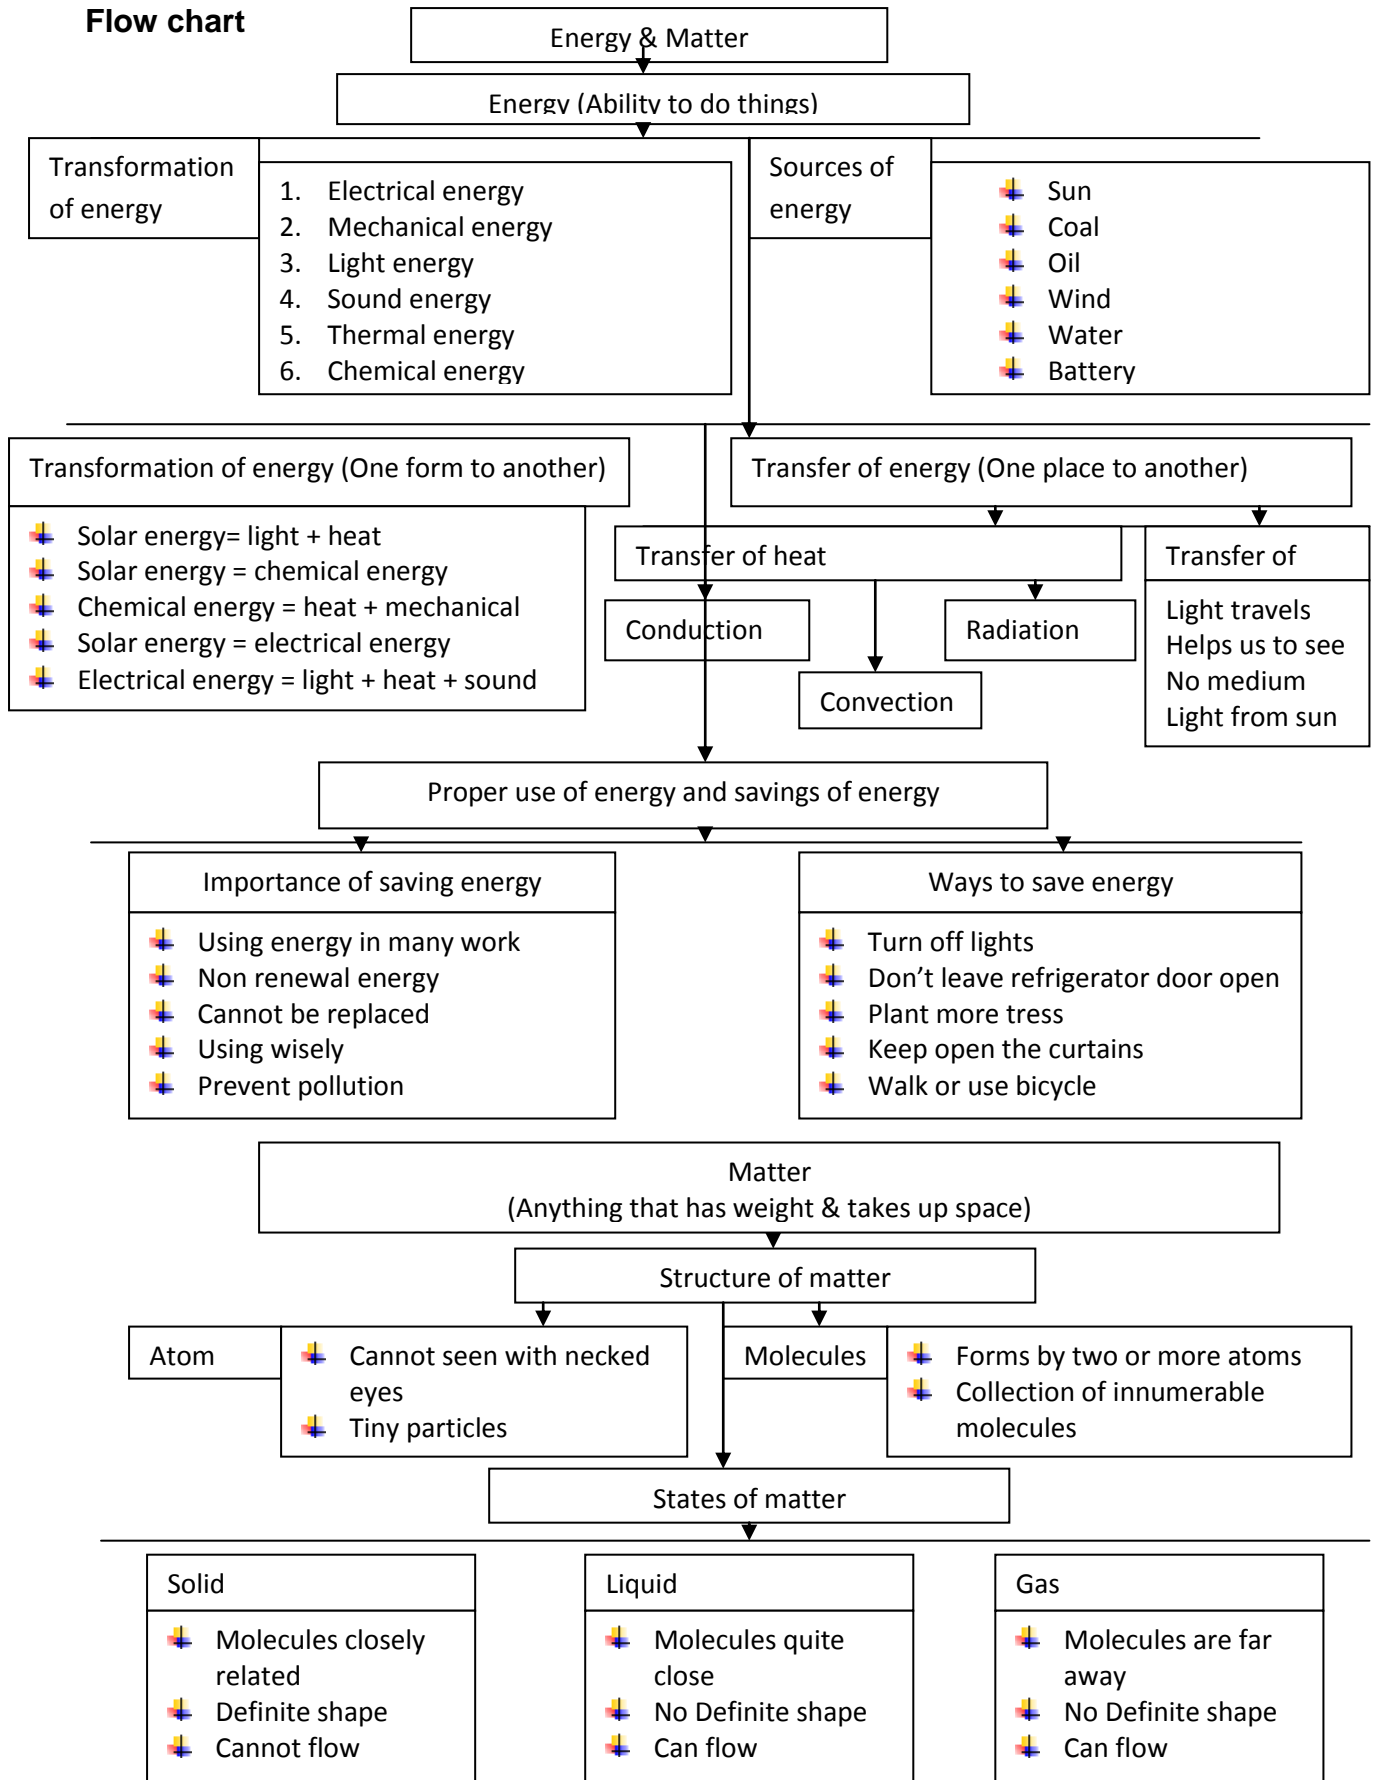 Flow chart
Energy & Matter
Energy (Ability to do things)
Transformation
of energy
1. Electrical energy
2. Mechanical energy
3. Light energy
4. Sound energy
5. Thermal energy
6. Chemical energy
Sources of
energy
Sun
Coal
Oil
Wind
Water
Battery
Transformation of energy (One form to another)
Solar energy= light + heat
Solar energy = chemical energy
Chemical energy = heat + mechanical
Solar energy = electrical energy
Electrical energy = light + heat + sound
Transfer of energy (One place to another)
Transfer of heat
Conduction
Convection
Radiation
Transfer of
Light travels
Helps us to see
No medium
Light from sun
Proper use of energy and savings of energy
Importance of saving energy
Using energy in many work
Non renewal energy
Cannot be replaced
Using wisely
Prevent pollution
Ways to save energy
Turn off lights
Don’t leave refrigerator door open
Plant more tress
Keep open the curtains
Walk or use bicycle
Matter
(Anything that has weight & takes up space)
Structure of matter
Atom
Cannot seen with necked
eyes
Tiny particles
Molecules
Forms by two or more atoms
Collection of innumerable
molecules
States of matter
Solid
Molecules closely
related
Definite shape
Cannot flow
Liquid
Molecules quite
close
No Definite shape
Can flow
Gas
Molecules are far
away
No Definite shape
Can flow